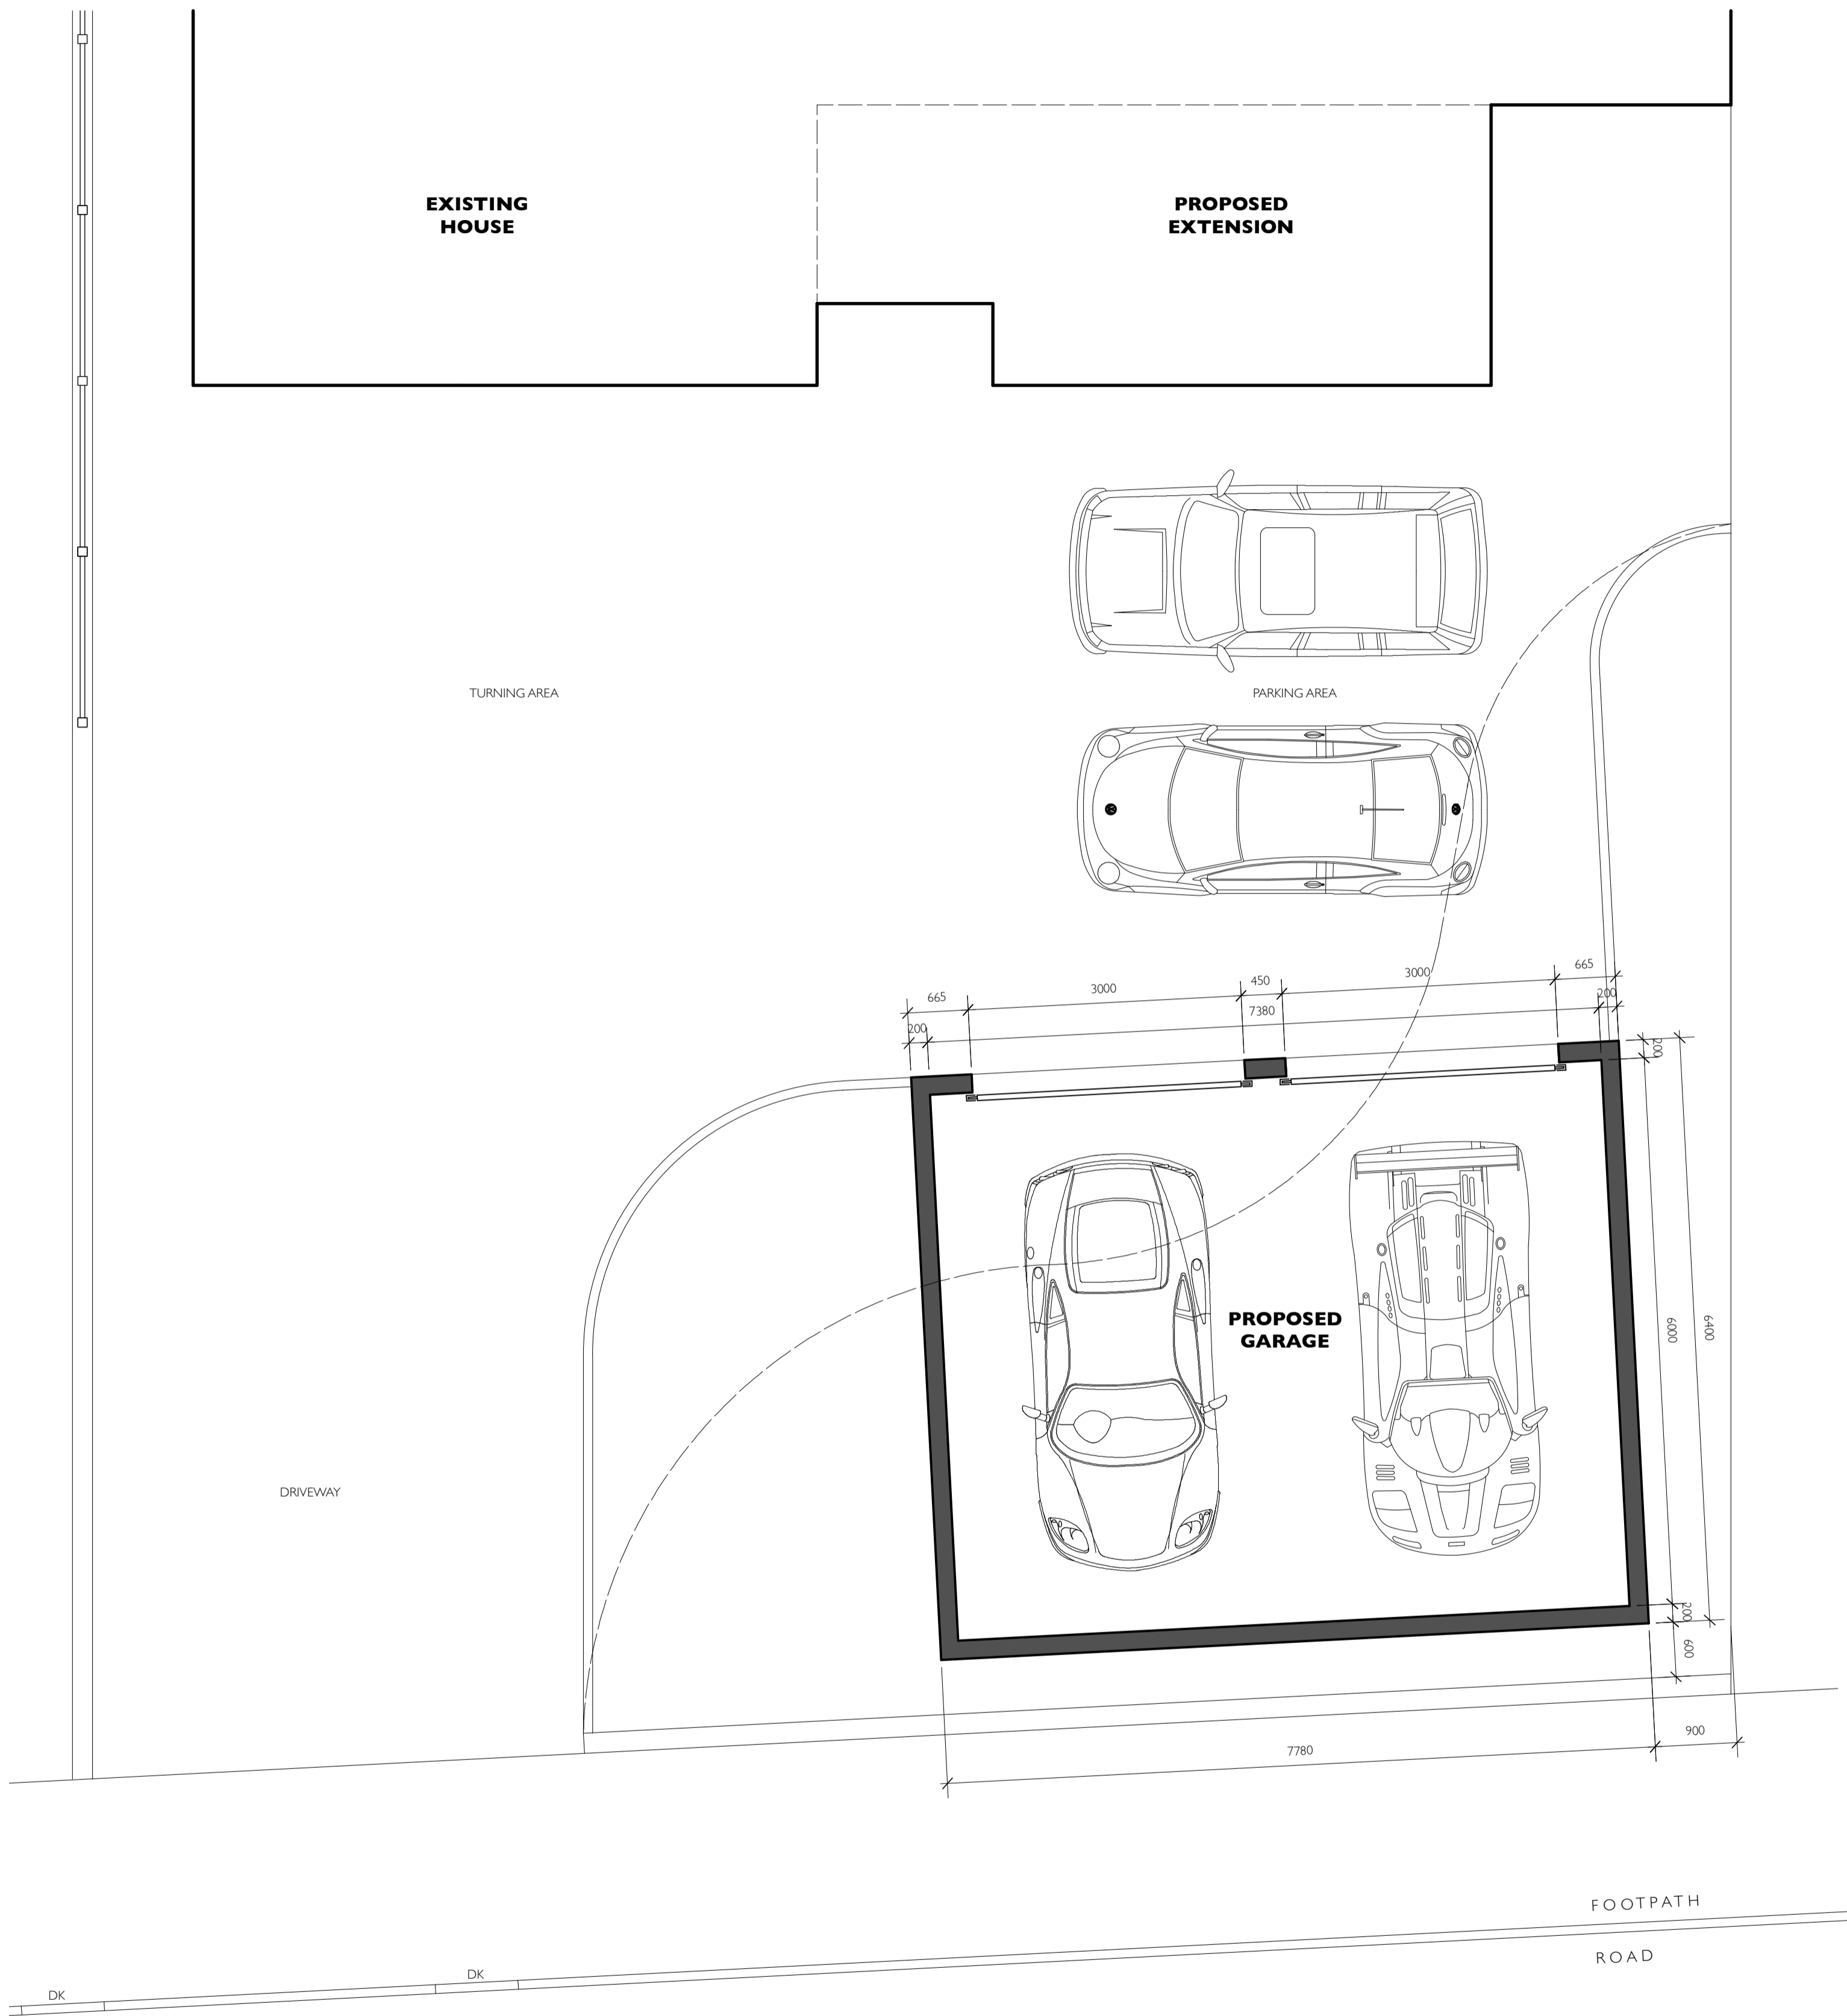 EXISTING
HOUSE
PROPOSED
EXTENSION
TURNING AREA
PARKING AREA
665
3000
450
3000
665
200
7380
200
200
PROPOSED
GARAGE
6000
6400
DRIVEWAY
200
600
7780
900
FOOTPATH
ROAD
DK
DK